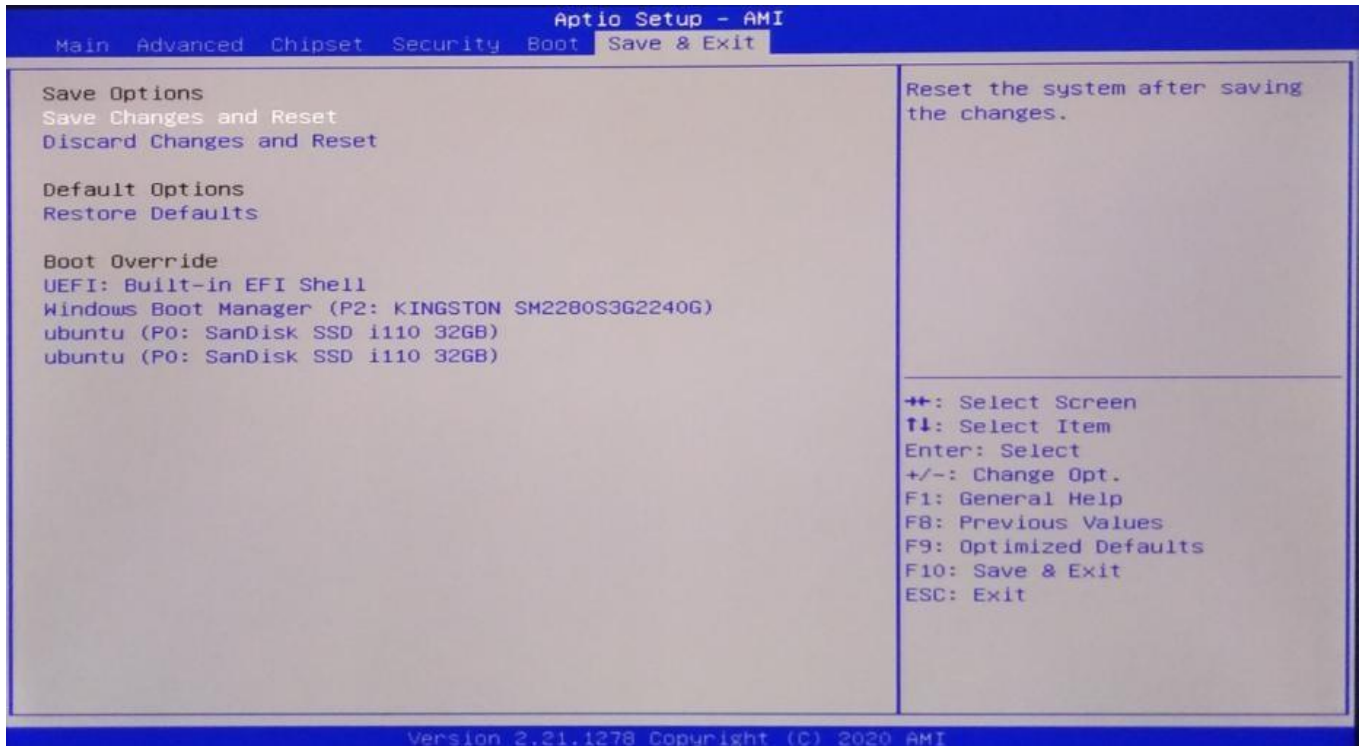 Aptio Setup - AMI
Main Advanced Chipset Security Boot Save & Exit
Save Options
Save Changes and Reset
Discard Changes and Reset
Default Options
Restore Defaults
Boot Override
UEFI: Built-in EFI Shell
Windows Boot Manager (P2: KINGSTON SM2280S3G2240G)
ubuntu (P0: SanDisk SSD i110 32GB)
ubuntu (P0: SanDisk SSD i110 32GB)
Reset the system after saving
the changes.
→←: Select Screen
↑↓: Select Item
Enter: Select
+/-: Change Opt.
F1: General Help
F8: Previous Values
F9: Optimized Defaults
F10: Save & Exit
ESC: Exit
Version 2.21.1278 Copyright (C) 2020 AMI